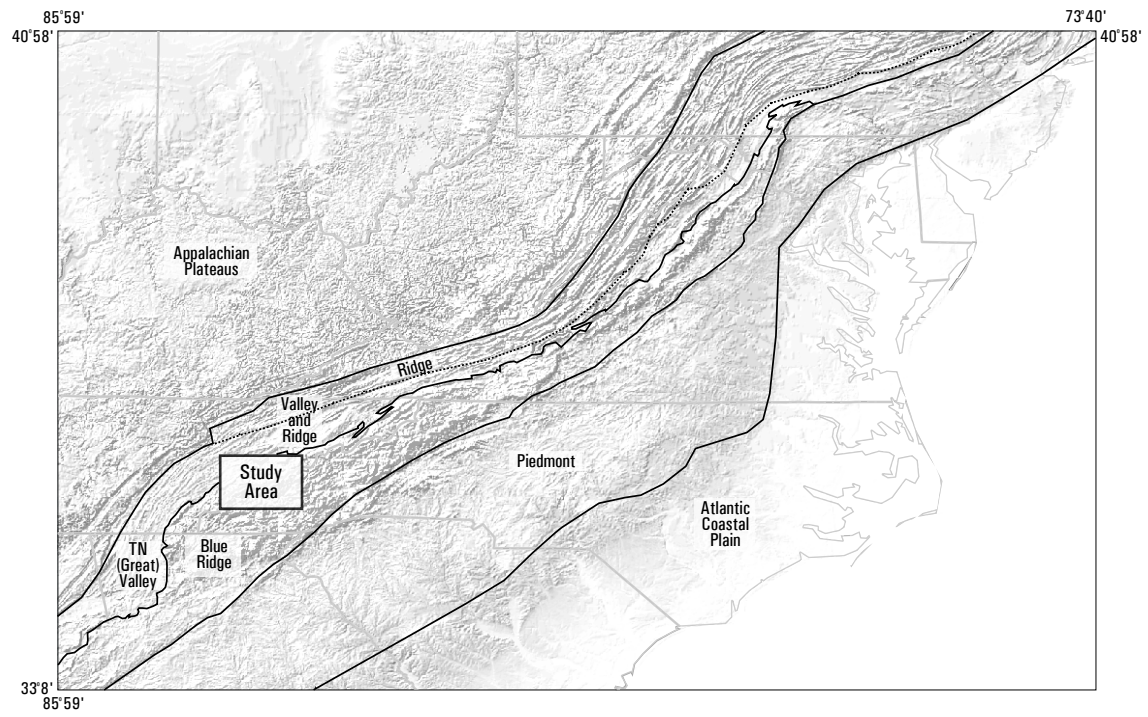 85°59'
73°40'
40°58'
40°58'
Appalachian
Plateaus
Ridge
Valley
and
Ridge
Study
Area
Piedmont
Atlantic
Coastal
Plain
TN
(Great)
Valley
Blue
Ridge
33°8'
85°59'